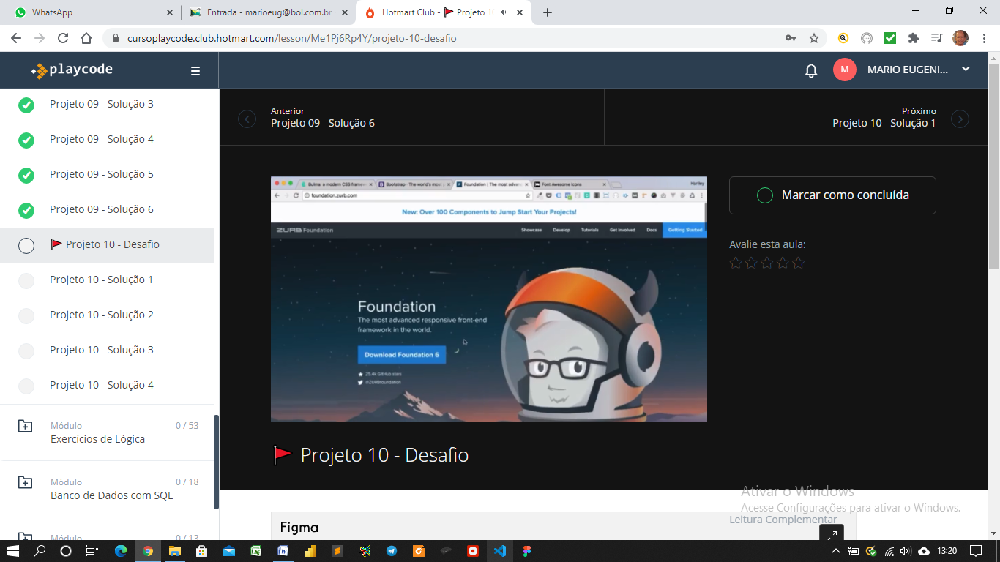 WhatsApp
Entrada - marioeug@bol.com.br
Hotmart Club - Projeto 10
cursoplaycode.club.hotmart.com/lesson/Me1Pj6Rp4Y/projeto-10-desafio
playcode
M
MARIO EUGENI...
Projeto 09 - Solução 3
Projeto 09 - Solução 4
Projeto 09 - Solução 5
Projeto 09 - Solução 6
Projeto 10 - Desafio
Projeto 10 - Solução 1
Projeto 10 - Solução 2
Projeto 10 - Solução 3
Projeto 10 - Solução 4
Módulo 0 / 53
Exercícios de Lógica
Módulo 0 / 18
Banco de Dados com SQL
Módulo 0 / 13
Anterior
Projeto 09 - Solução 6
Próximo
Projeto 10 - Solução 1
Bulma: a modern CSS framew
Bootstrap · The world's most
Foundation | The most advan
Font Awesome Icons
Hartley
foundation.zurb.com
New: Over 100 Components to Jump Start Your Projects!
ZURB Foundation
Showcase Develop Tutorials Get Involved Docs Getting Started
Foundation
The most advanced responsive front-end
framework in the world.
Download Foundation 6
25.4k GitHub stars
@ZURBfoundation
Marcar como concluída
Avalie esta aula:
Projeto 10 - Desafio
Ativar o Windows
Acesse Configurações para ativar o Windows.
Leitura Complementar
Figma
13:20